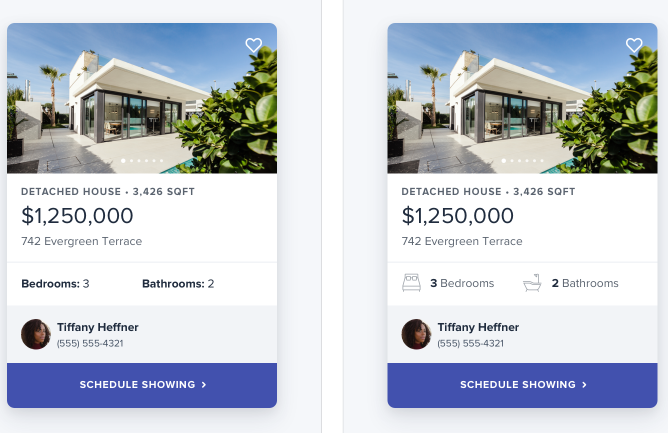 DETACHED HOUSE • 3,426 SQFT
$1,250,000
742 Evergreen Terrace
Bedrooms: 3 Bathrooms: 2
Tiffany Heffner
(555) 555-4321
SCHEDULE SHOWING ›
DETACHED HOUSE • 3,426 SQFT
$1,250,000
742 Evergreen Terrace
3 Bedrooms 2 Bathrooms
Tiffany Heffner
(555) 555-4321
SCHEDULE SHOWING ›